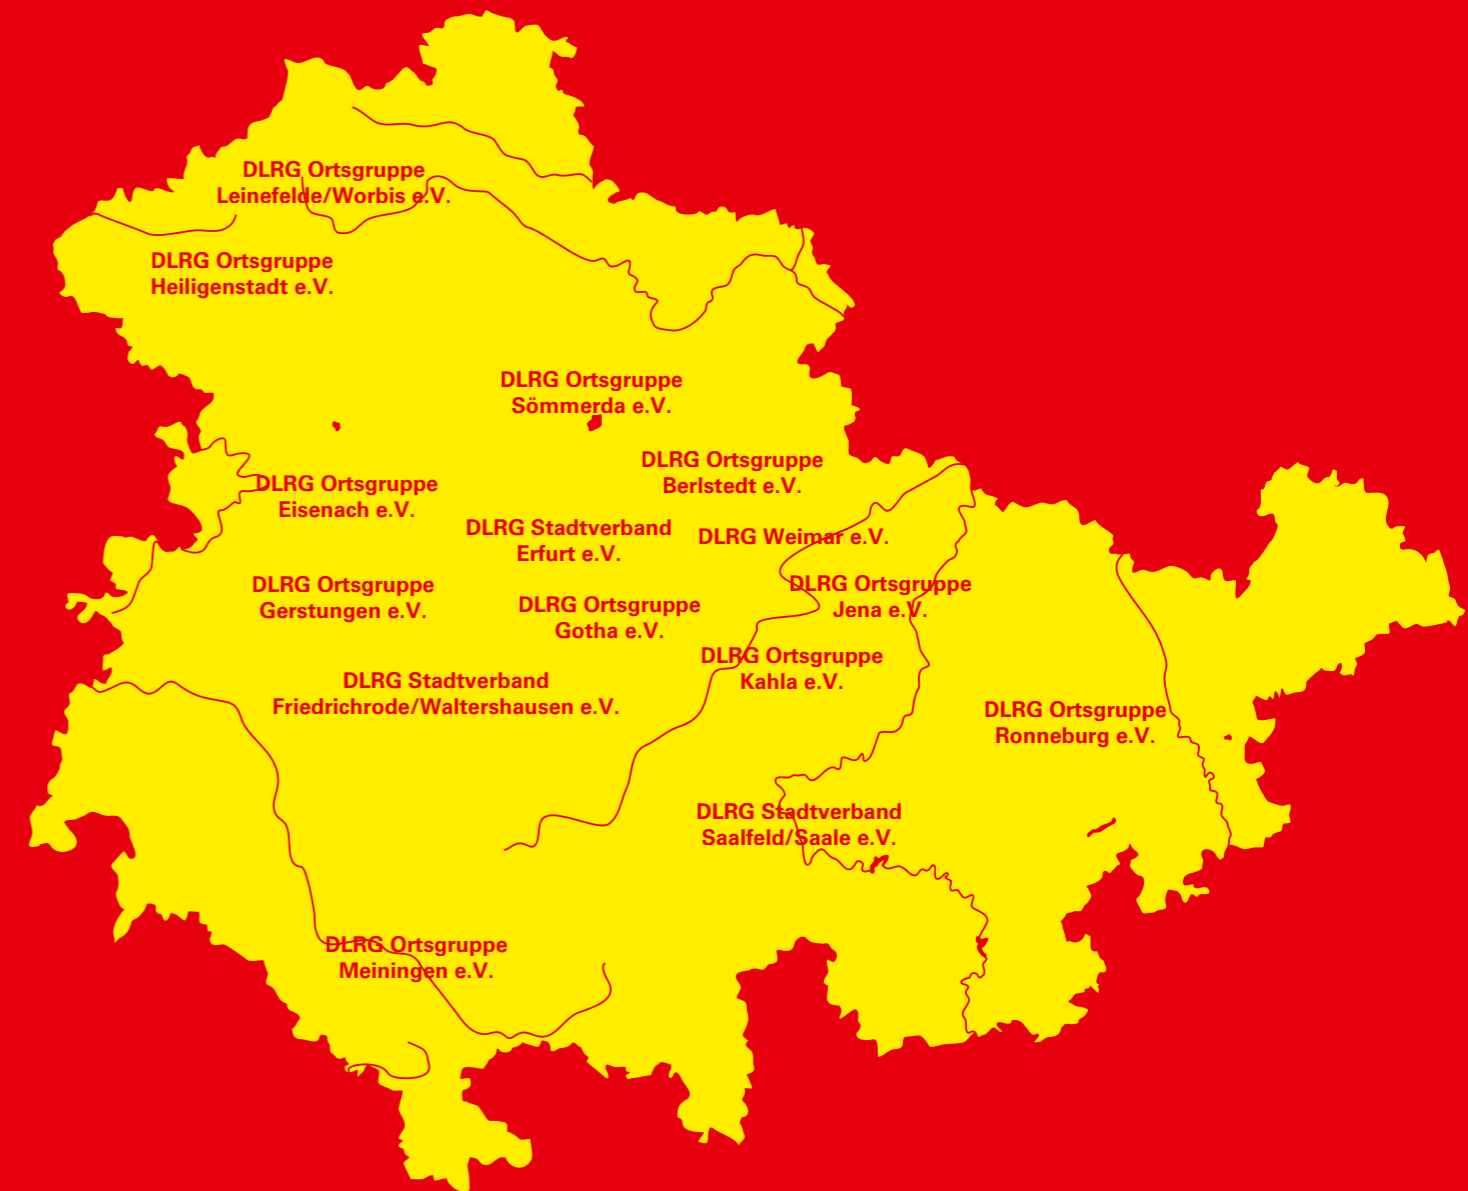 DLRG Ortsgruppe
Leinefelde/Worbis e.V.
DLRG Ortsgruppe
Heiligenstadt e.V.
DLRG Ortsgruppe
Sömmerda e.V.
DLRG Ortsgruppe
Berlstedt e.V.
DLRG Ortsgruppe
Eisenach e.V.
DLRG Stadtverband
Erfurt e.V.
DLRG Weimar e.V.
DLRG Ortsgruppe
Jena e.V.
DLRG Ortsgruppe
Gerstungen e.V.
DLRG Ortsgruppe
Gotha e.V.
DLRG Ortsgruppe
Kahla e.V.
DLRG Stadtverband
Friedrichrode/Waltershausen e.V.
DLRG Ortsgruppe
Ronneburg e.V.
DLRG Stadtverband
Saalfeld/Saale e.V.
DLRG Ortsgruppe
Meiningen e.V.